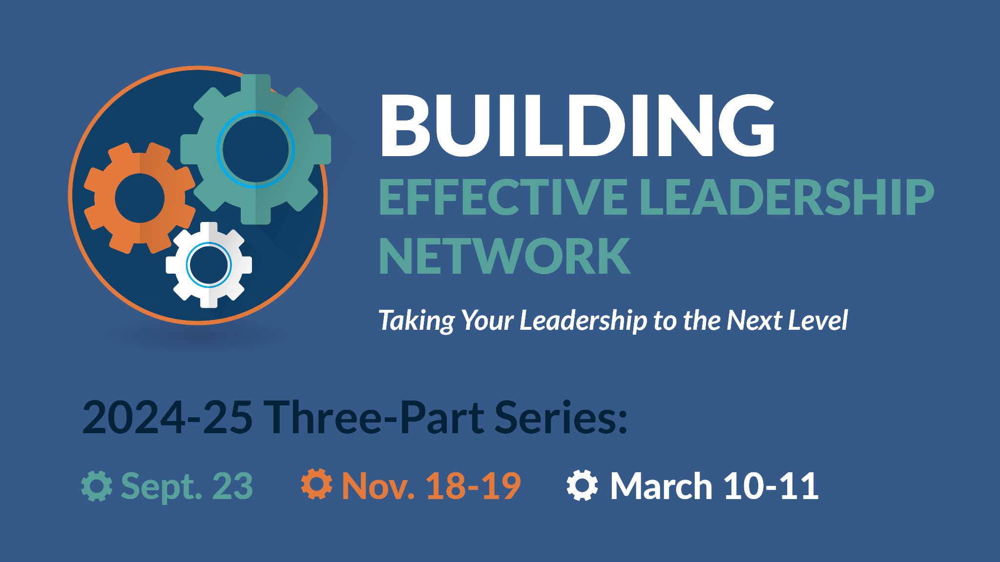 BUILDING
EFFECTIVE LEADERSHIP
NETWORK
Taking Your Leadership to the Next Level
2024-25 Three-Part Series:
Sept. 23 Nov. 18-19 March 10-11